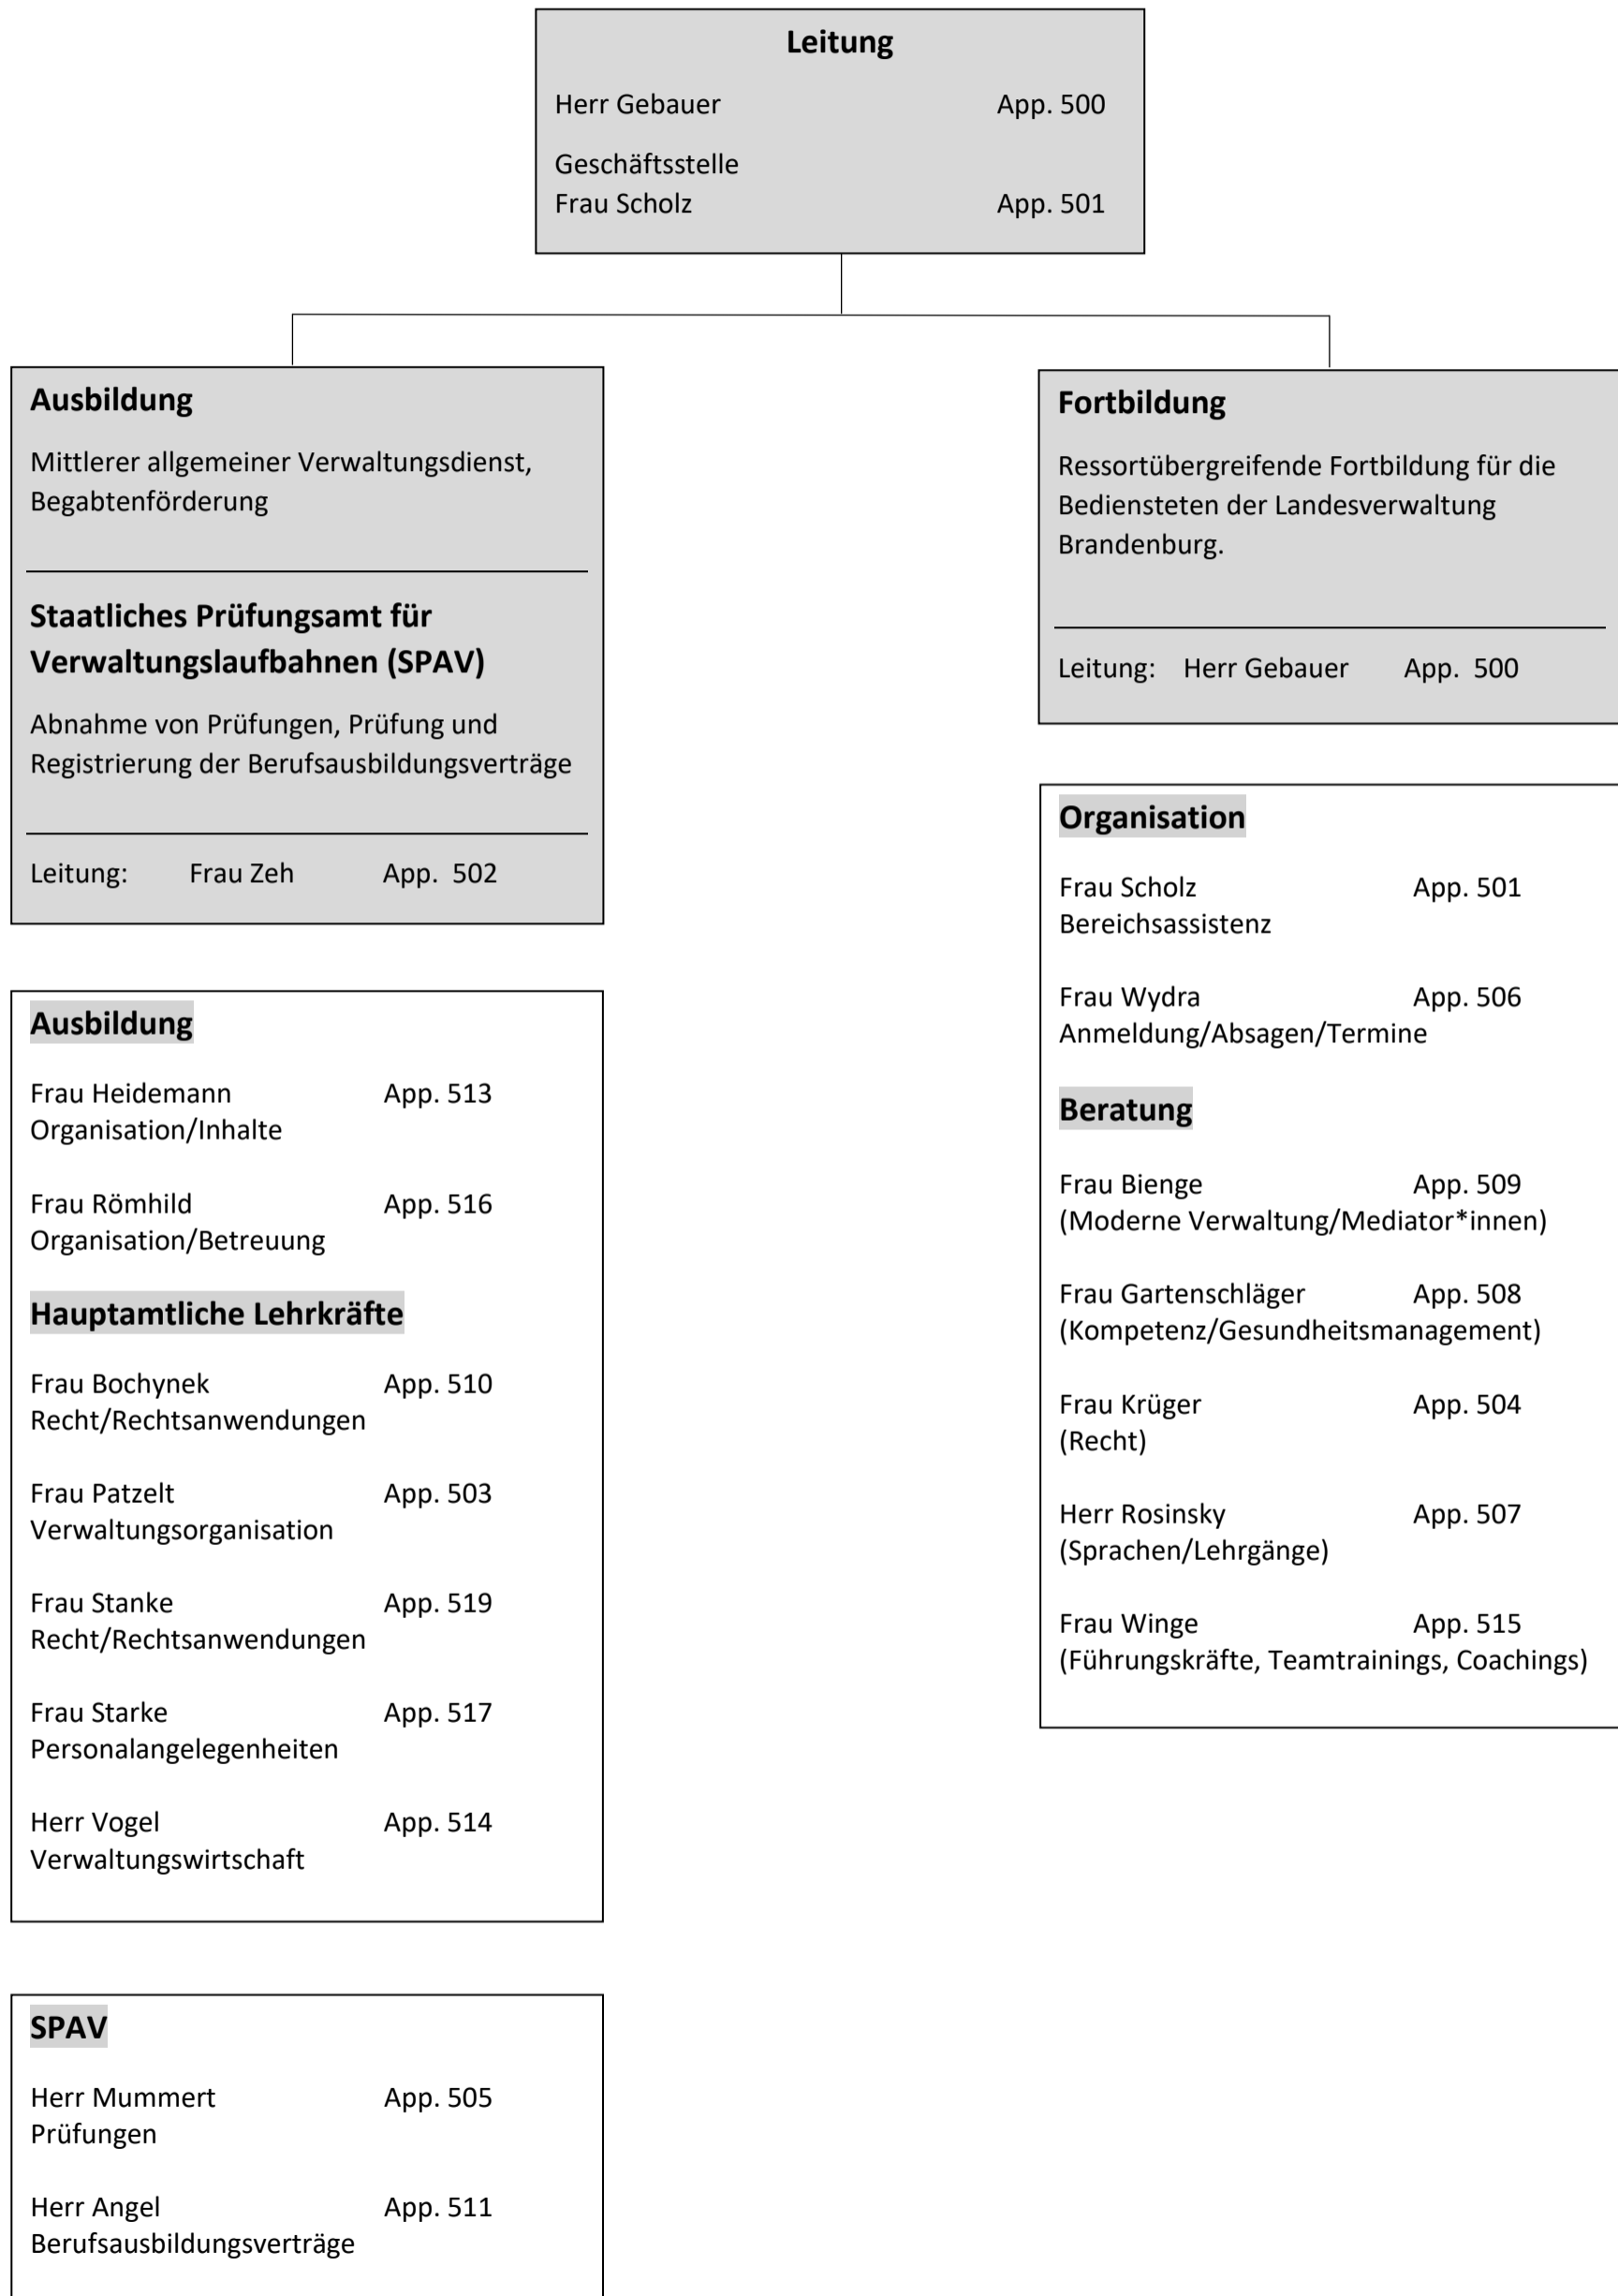 Leitung
Herr Gebauer App. 500
Geschäftsstelle
Frau Scholz App. 501
Ausbildung
Mittlerer allgemeiner Verwaltungsdienst,
Begabtenförderung
Staatliches Prüfungsamt für
Verwaltungslaufbahnen (SPAV)
Abnahme von Prüfungen, Prüfung und
Registrierung der Berufsausbildungsverträge
Leitung: Frau Zeh App. 502
Ausbildung
Frau Heidemann App. 513
Organisation/Inhalte
Frau Römhild App. 516
Organisation/Betreuung
Hauptamtliche Lehrkräfte
Frau Bochynek App. 510
Recht/Rechtsanwendungen
Frau Patzelt App. 503
Verwaltungsorganisation
Frau Stanke App. 519
Recht/Rechtsanwendungen
Frau Starke App. 517
Personalangelegenheiten
Herr Vogel App. 514
Verwaltungswirtschaft
SPAV
Herr Mummert App. 505
Prüfungen
Herr Angel App. 511
Berufsausbildungsverträge
Fortbildung
Ressortübergreifende Fortbildung für die
Bediensteten der Landesverwaltung
Brandenburg.
Leitung: Herr Gebauer App. 500
Organisation
Frau Scholz App. 501
Bereichsassistenz
Frau Wydra App. 506
Anmeldung/Absagen/Termine
Beratung
Frau Bienge App. 509
(Moderne Verwaltung/Mediator*innen)
Frau Gartenschläger App. 508
(Kompetenz/Gesundheitsmanagement)
Frau Krüger App. 504
(Recht)
Herr Rosinsky App. 507
(Sprachen/Lehrgänge)
Frau Winge App. 515
(Führungskräfte, Teamtrainings, Coachings)